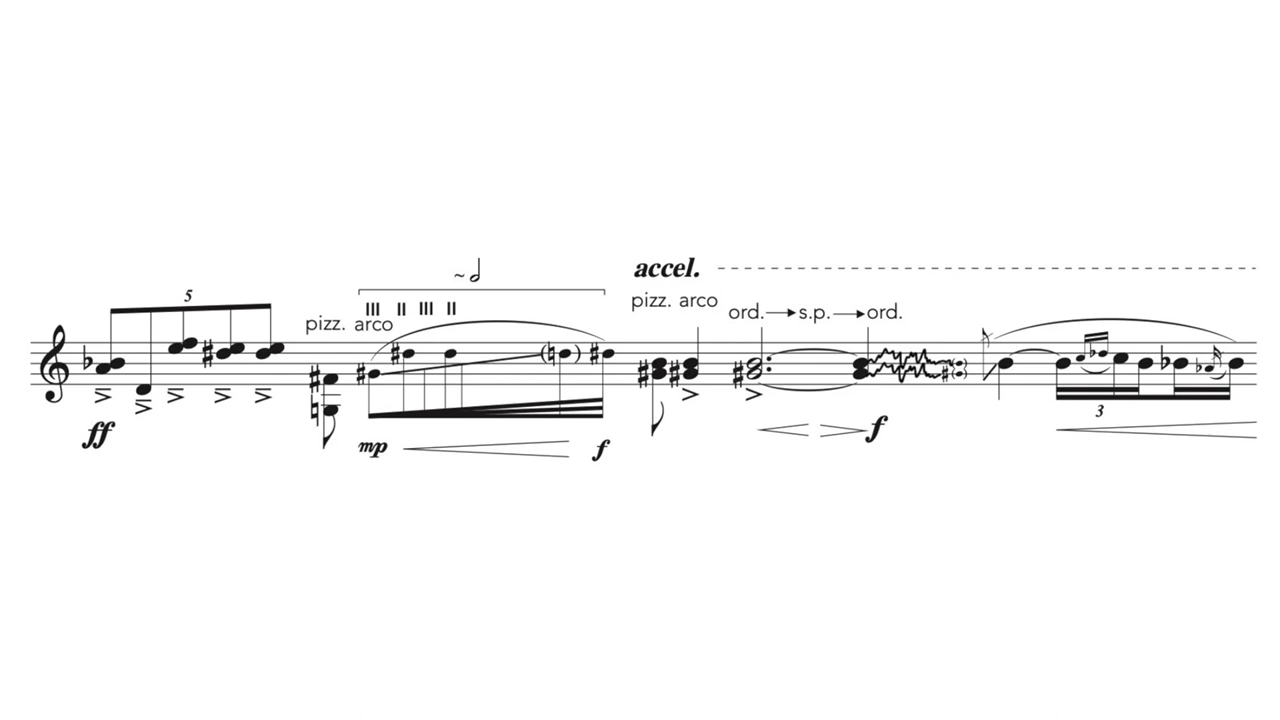 accel.
5
pizz. arco
III II III II
~
pizz. arco
ord. s.p. ord.
ff
mp
f
f
3